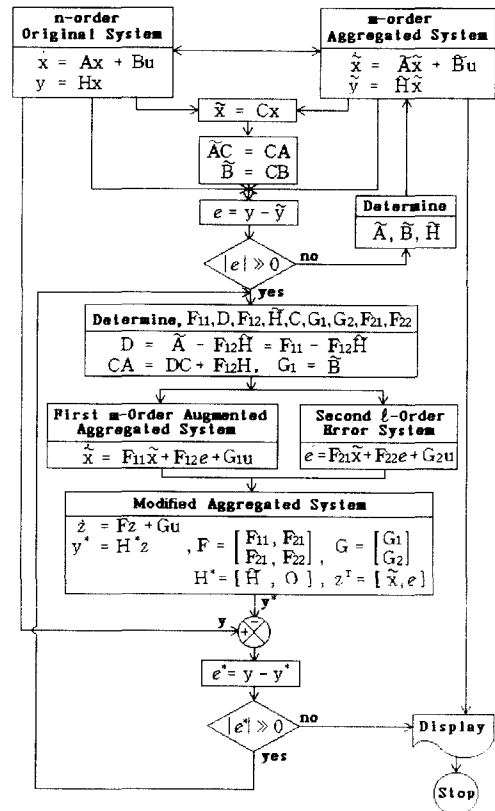 n-order
Original System
ẋ = Ax + Bu
y = Hx
m-order
Aggregated System
x̃̇ = Ãx̃ + B̃u
ỹ = H̃x̃
x̃ = Cx
ÃC = CA
B̃ = CB
e = y - ỹ
Determine
Ã, B̃, H̃
|e| ≫ 0
no
yes
Determine, F11, D, F12, H̃, C, G1, G2, F21, F22
D = Ã - F12H̃ = F11 - F12H̃
CA = DC + F12H, G1 = B̃
First m-Order Augmented
Aggregated System
x̃̇ = F11x̃ + F12e + G1u
Second ℓ-Order
Error System
ė = F21x̃ + F22e + G2u
Modified Aggregated System
ż = Fz + Gu
y* = H*z , F = [F11, F21
F21, F22] , G = [G1
G2]
H* = [H̃ , O ] , zᵀ = [x̃, e]
y*
y
+
−
e* = y - y*
|e*| ≫ 0
no
yes
Display
Stop